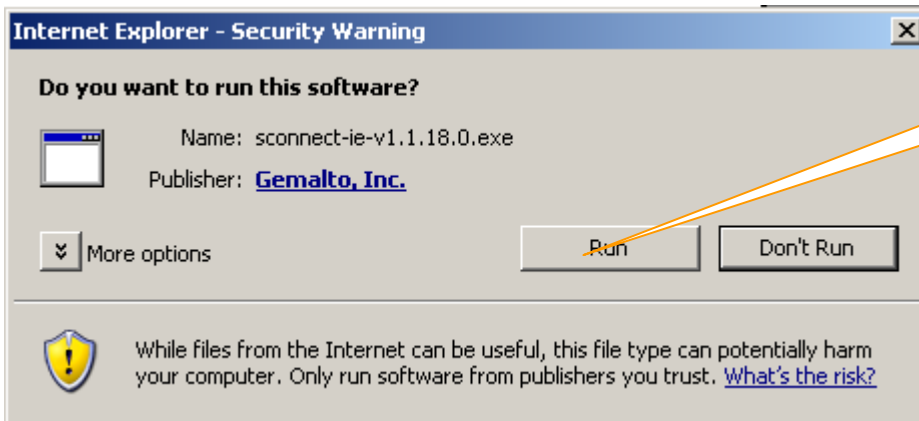 Internet Explorer - Security Warning
Do you want to run this software?
Name: sconnect-ie-v1.1.18.0.exe
Publisher: Gemalto, Inc.
More options
Run
Don't Run
While files from the Internet can be useful, this file type can potentially harm
your computer. Only run software from publishers you trust. What's the risk?